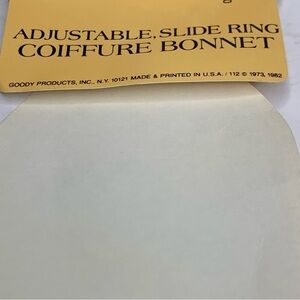 ADJUSTABLE, SLIDE RING
COIFFURE BONNET
GOODY PRODUCTS, INC., N.Y. 10121 MADE & PRINTED IN U.S.A. / 112 © 1973, 1982